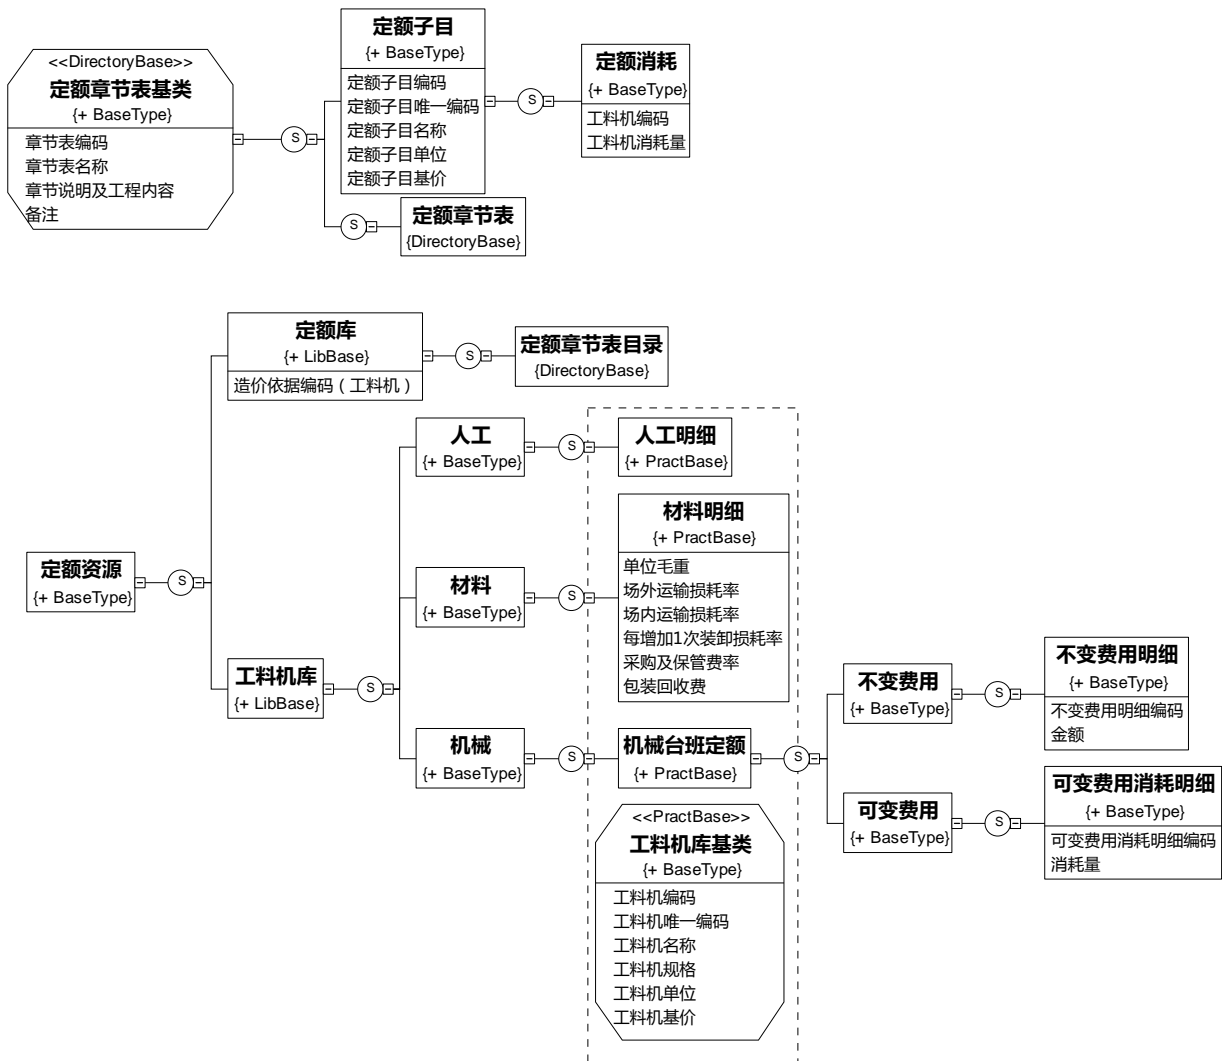 <<DirectoryBase>>
定额章节表基类
{+ BaseType}
章节表编码
章节表名称
章节说明及工程内容
备注
S
定额子目
{+ BaseType}
定额子目编码
定额子目唯一编码
定额子目名称
定额子目单位
定额子目基价
S
定额消耗
{+ BaseType}
工料机编码
工料机消耗量
S
定额章节表
{DirectoryBase}
定额资源
{+ BaseType}
S
定额库
{+ LibBase}
造价依据编码（工料机）
S
定额章节表目录
{DirectoryBase}
工料机库
{+ LibBase}
S
人工
{+ BaseType}
S
人工明细
{+ PractBase}
材料
{+ BaseType}
S
材料明细
{+ PractBase}
单位毛重
场外运输损耗率
场内运输损耗率
每增加1次装卸损耗率
采购及保管费率
包装回收费
机械
{+ BaseType}
S
机械台班定额
{+ PractBase}
S
不变费用
{+ BaseType}
S
不变费用明细
{+ BaseType}
不变费用明细编码
金额
可变费用
{+ BaseType}
S
可变费用消耗明细
{+ BaseType}
可变费用消耗明细编码
消耗量
<<PractBase>>
工料机库基类
{+ BaseType}
工料机编码
工料机唯一编码
工料机名称
工料机规格
工料机单位
工料机基价